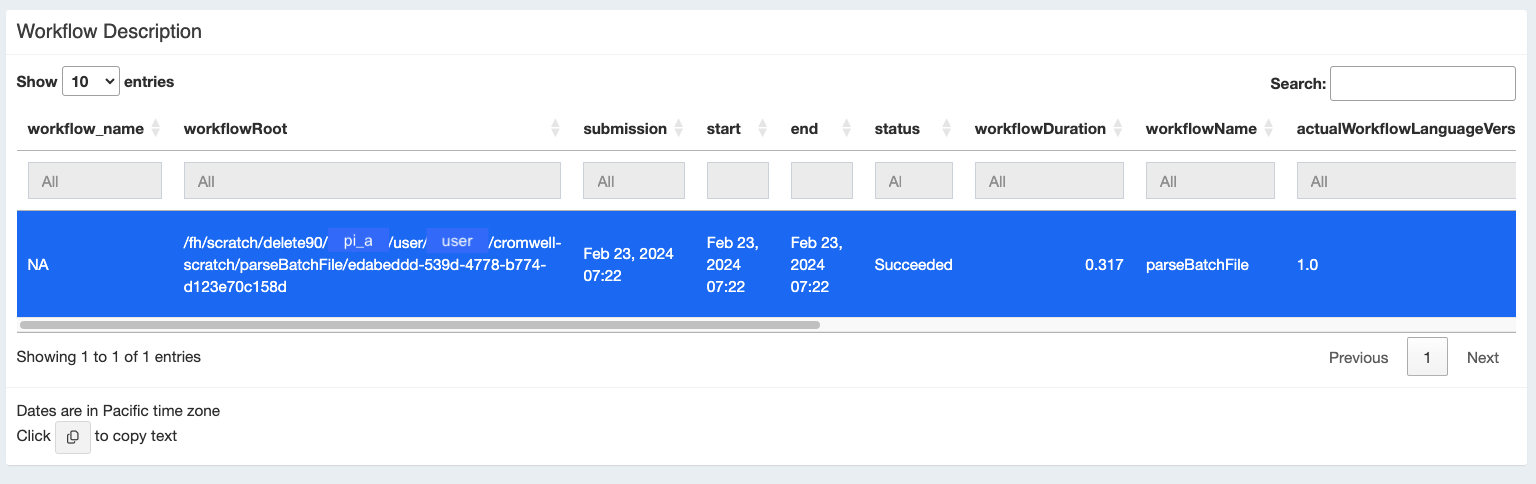 Workflow Description
Show 10 entries
Search:
workflow_name workflowRoot submission start end status workflowDuration workflowName actualWorkflowLanguageVers
All All All Al All All All
NA
/fh/scratch/delete90/ pi_a /user/ user /cromwell-
scratch/parseBatchFile/edabeddd-539d-4778-b774-
d123e70c158d
Feb 23, 2024
07:22
Feb 23,
2024
07:22
Feb 23,
2024
07:22
Succeeded
0.317
parseBatchFile
1.0
Showing 1 to 1 of 1 entries
Previous 1 Next
Dates are in Pacific time zone
Click to copy text